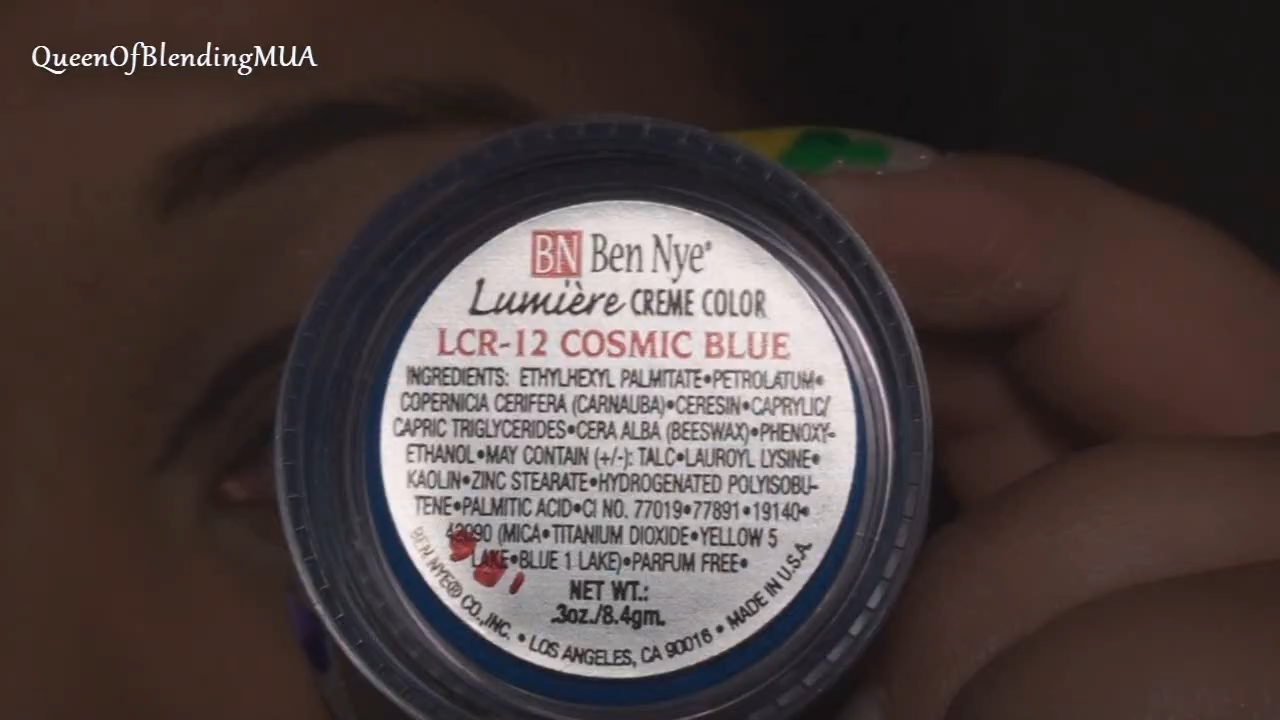 QueenOfBlendingMUA
BN Ben Nye®
Lumière CREME COLOR
LCR-12 COSMIC BLUE
INGREDIENTS: ETHYLHEXYL PALMITATE•PETROLATUM•
COPERNICIA CERIFERA (CARNAUBA)•CERESIN•CAPRYLIC/
CAPRIC TRIGLYCERIDES•CERA ALBA (BEESWAX)•PHENOXY-
ETHANOL•MAY CONTAIN (+/-): TALC•LAUROYL LYSINE•
KAOLIN•ZINC STEARATE•HYDROGENATED POLYISOBU-
TENE•PALMITIC ACID•CI NO. 77019•77891•19140•
42090 (MICA•TITANIUM DIOXIDE•YELLOW 5
LAKE•BLUE 1 LAKE)•PARFUM FREE•
NET WT.:
.3oz./8.4gm.
BEN NYE® CO., INC. • LOS ANGELES, CA 90016 • MADE IN U.S.A.